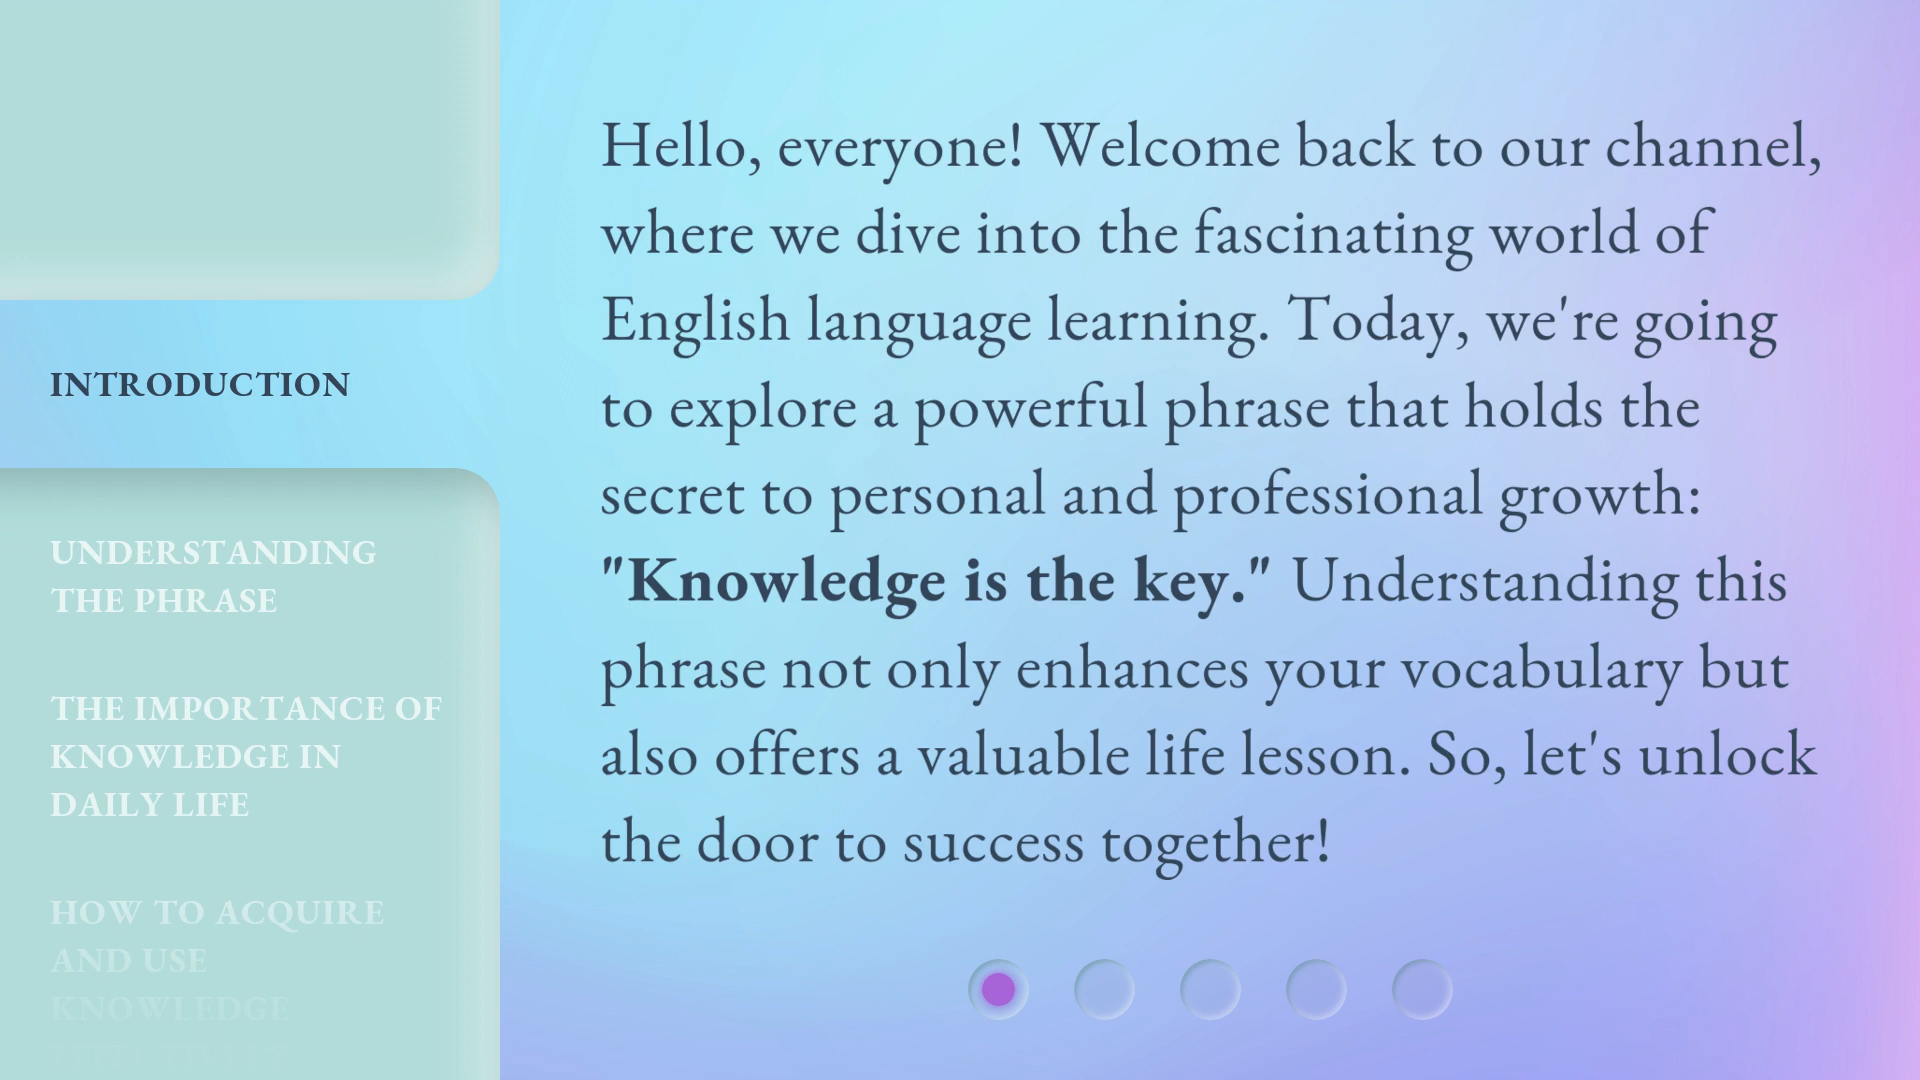 INTRODUCTION
UNDERSTANDING
THE PHRASE
THE IMPORTANCE OF
KNOWLEDGE IN
DAILY LIFE
HOW TO ACQUIRE
AND USE
KNOWLEDGE
Hello, everyone! Welcome back to our channel,
where we dive into the fascinating world of
English language learning. Today, we're going
to explore a powerful phrase that holds the
secret to personal and professional growth:
"Knowledge is the key." Understanding this
phrase not only enhances your vocabulary but
also offers a valuable life lesson. So, let's unlock
the door to success together!